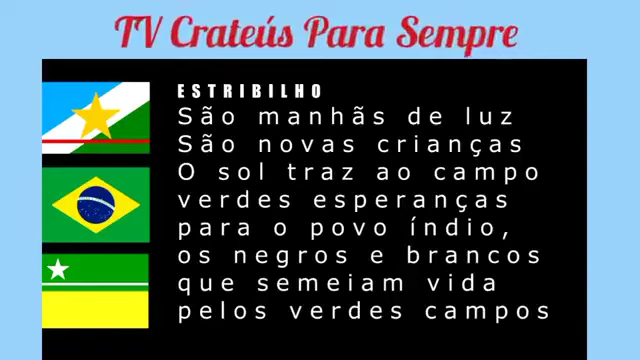 TV Crateús Para Sempre
ESTRIBILHO
São manhãs de luz
São novas crianças
O sol traz ao campo
verdes esperanças
para o povo índio,
os negros e brancos
que semeiam vida
pelos verdes campos